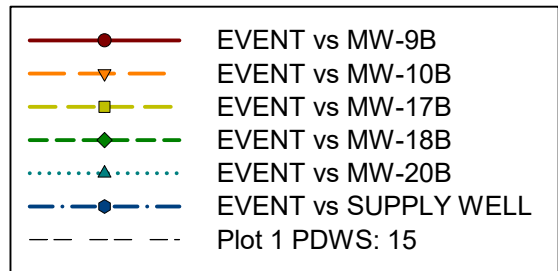 EVENT vs MW-9B
EVENT vs MW-10B
EVENT vs MW-17B
EVENT vs MW-18B
EVENT vs MW-20B
EVENT vs SUPPLY WELL
Plot 1 PDWS: 15